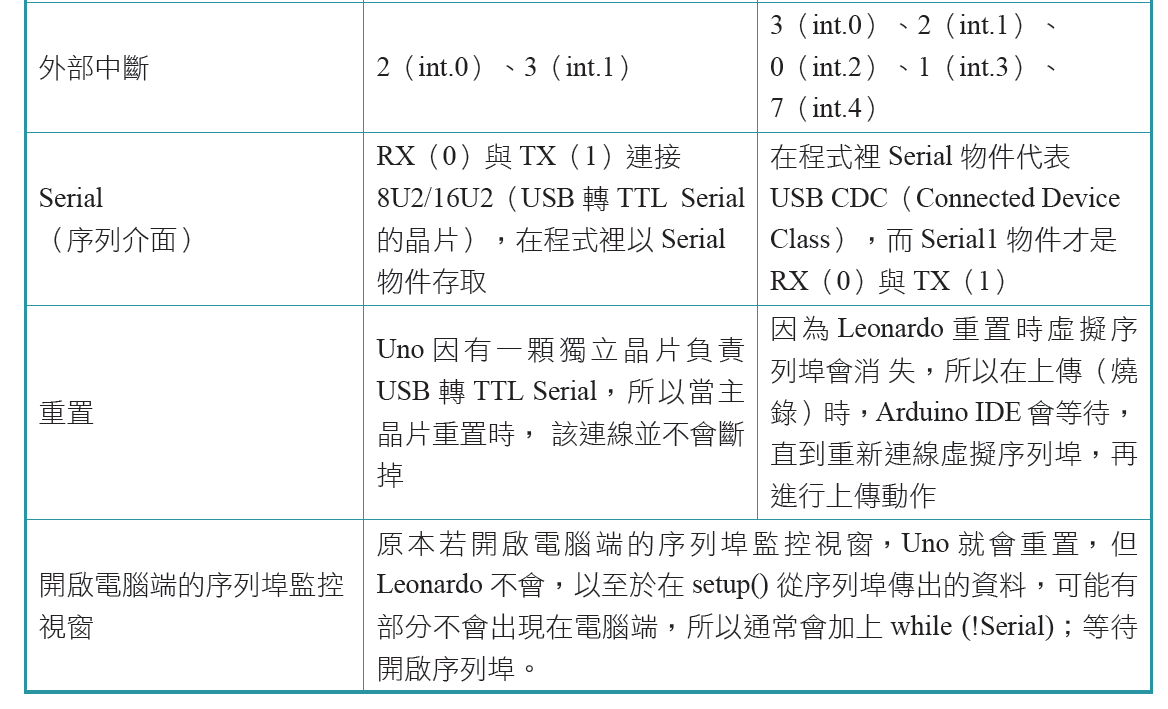 外部中斷
2（int.0）、3（int.1）
3（int.0）、2（int.1）、
0（int.2）、1（int.3）、
7（int.4）
Serial
（序列介面）
RX（0）與 TX（1）連接
8U2/16U2（USB 轉 TTL Serial
的晶片），在程式裡以 Serial
物件存取
在程式裡 Serial 物件代表
USB CDC（Connected Device
Class），而 Serial1 物件才是
RX（0）與 TX（1）
重置
Uno 因有一顆獨立晶片負責
USB 轉 TTL Serial，所以當主
晶片重置時， 該連線並不會斷
掉
因為 Leonardo 重置時虛擬序
列埠會消 失，所以在上傳（燒
錄）時，Arduino IDE 會等待，
直到重新連線虛擬序列埠，再
進行上傳動作
開啟電腦端的序列埠監控
視窗
原本若開啟電腦端的序列埠監控視窗，Uno 就會重置，但
Leonardo 不會，以至於在 setup() 從序列埠傳出的資料，可能有
部分不會出現在電腦端，所以通常會加上 while (!Serial)；等待
開啟序列埠。